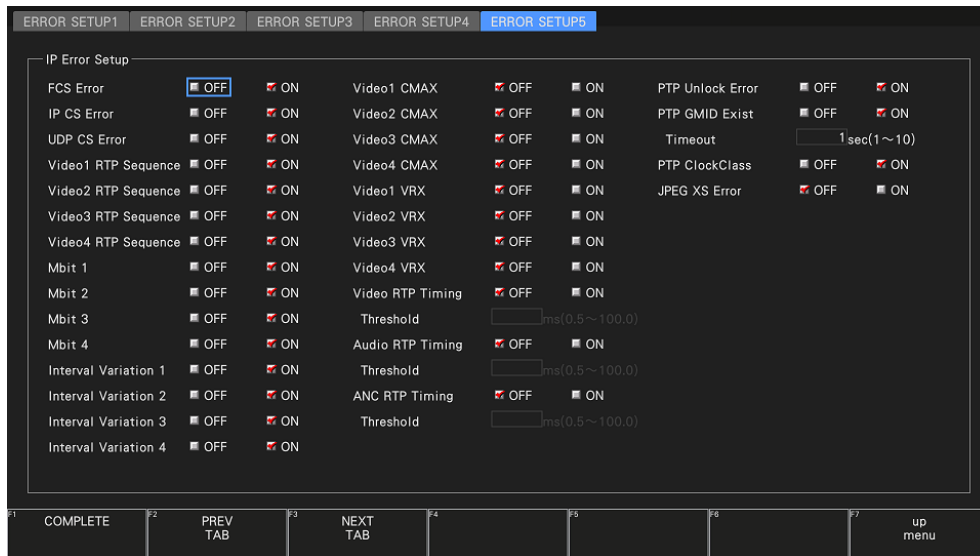 ERROR SETUP1 ERROR SETUP2 ERROR SETUP3 ERROR SETUP4 ERROR SETUP5
IP Error Setup
FCS Error OFF ON Video1 CMAX OFF ON PTP Unlock Error OFF ON
IP CS Error OFF ON Video2 CMAX OFF ON PTP GMID Exist OFF ON
UDP CS Error OFF ON Video3 CMAX OFF ON Timeout 1 sec(1～10)
Video1 RTP Sequence OFF ON Video4 CMAX OFF ON PTP ClockClass OFF ON
Video2 RTP Sequence OFF ON Video1 VRX OFF ON JPEG XS Error OFF ON
Video3 RTP Sequence OFF ON Video2 VRX OFF ON
Video4 RTP Sequence OFF ON Video3 VRX OFF ON
Mbit 1 OFF ON Video4 VRX OFF ON
Mbit 2 OFF ON Video RTP Timing OFF ON
Mbit 3 OFF ON Threshold ms(0.5～100.0)
Mbit 4 OFF ON Audio RTP Timing OFF ON
Interval Variation 1 OFF ON Threshold ms(0.5～100.0)
Interval Variation 2 OFF ON ANC RTP Timing OFF ON
Interval Variation 3 OFF ON Threshold ms(0.5～100.0)
Interval Variation 4 OFF ON
F1 COMPLETE F2 PREV TAB F3 NEXT TAB F4 F5 F6 F7 up menu